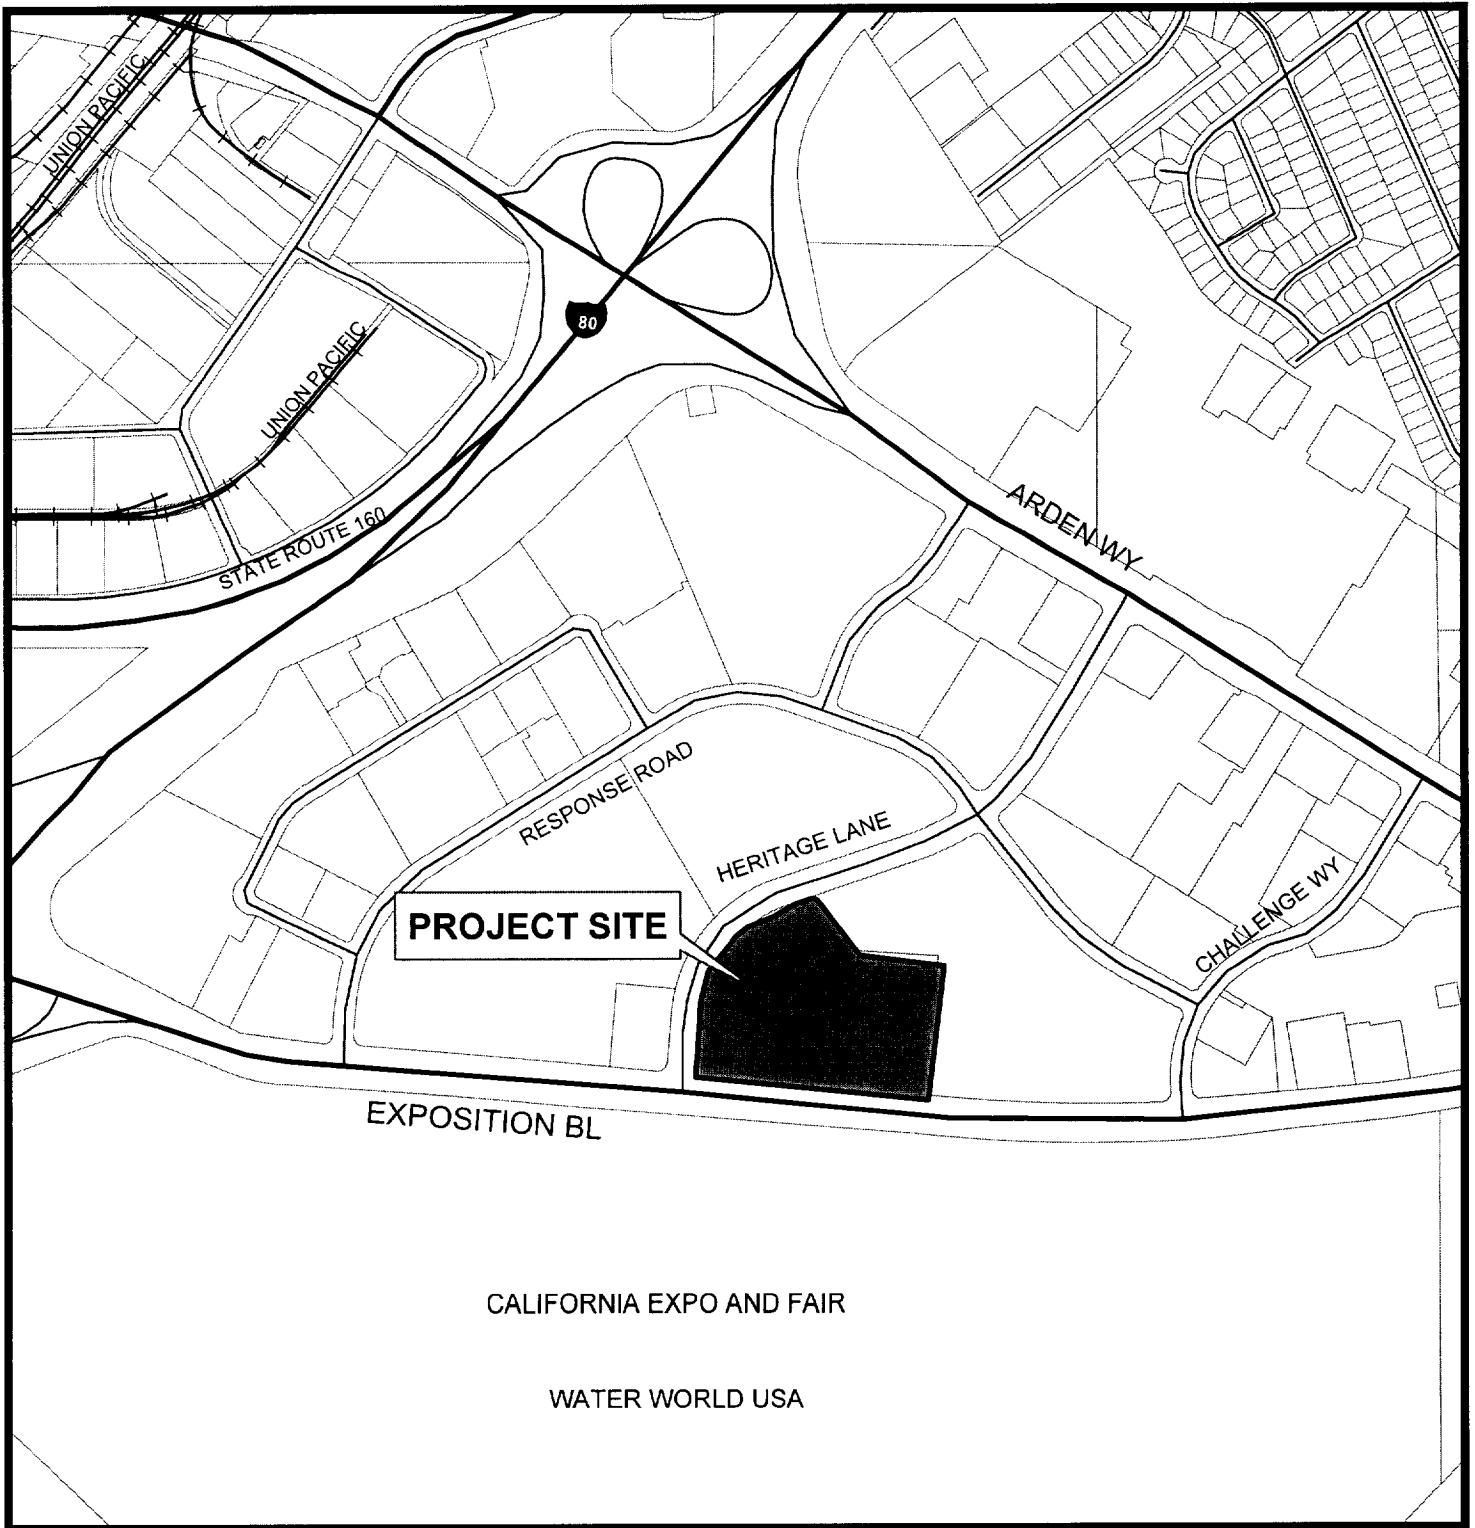 UNION PACIFIC
80
UNION PACIFIC
ARDEN WY
STATE ROUTE 160
RESPONSE ROAD
HERITAGE LANE
CHALLENGE WY
PROJECT SITE
EXPOSITION BL
CALIFORNIA EXPO AND FAIR
WATER WORLD USA